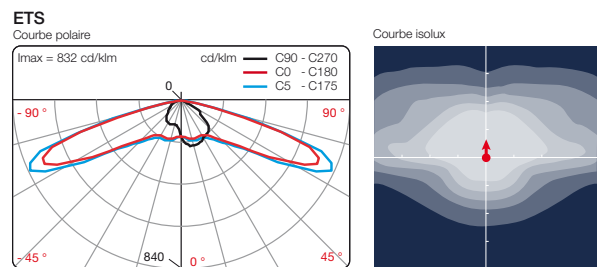 ETS
Courbe polaire
Courbe isolux
Imax = 832 cd/klm
cd/klm
C90 - C270
C0 - C180
C5 - C175
0
- 90 °
90 °
- 45 °
840
0 °
45 °